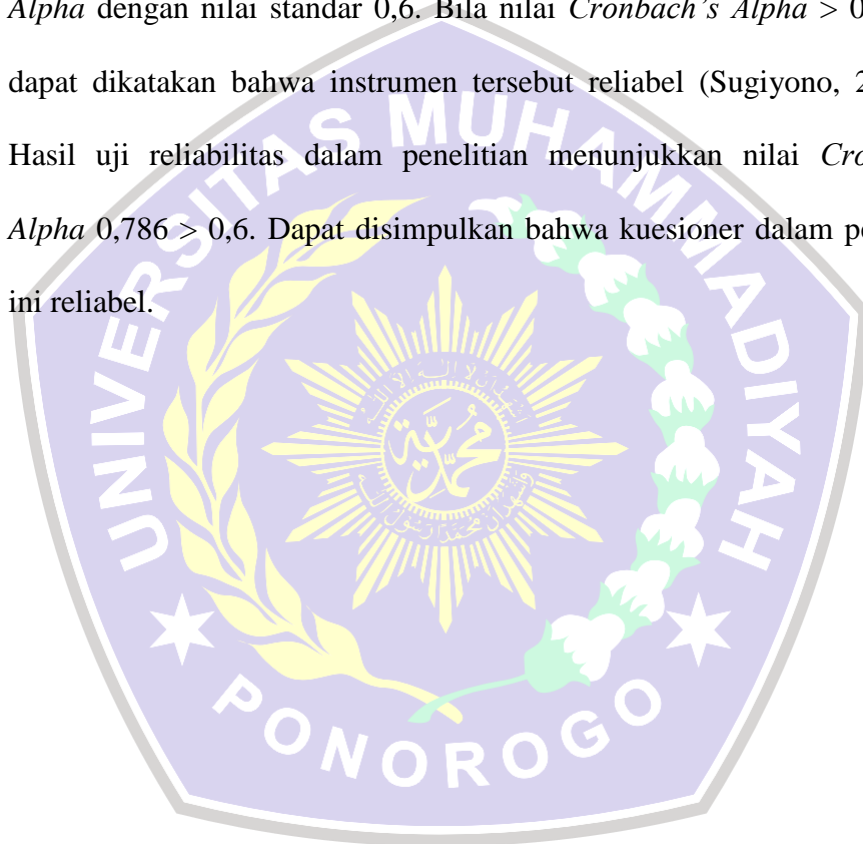 Alpha dengan nilai standar 0,6. Bila nilai Cronbach's Alpha > 0
dapat dikatakan bahwa instrumen tersebut reliabel (Sugiyono, 2
Hasil uji reliabilitas dalam penelitian menunjukkan nilai Cro
Alpha 0,786 > 0,6. Dapat disimpulkan bahwa kuesioner dalam pe
ini reliabel.
UNIVERSITAS MUHAMMADIYAH
PONOROGO
محمدية